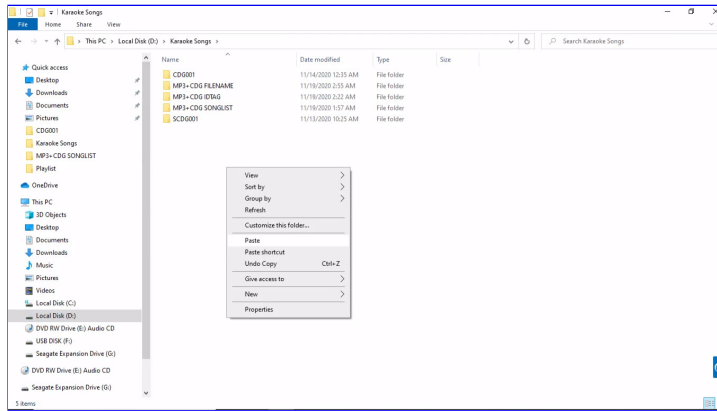 Karaoke Songs
File Home Share View
This PC > Local Disk (D:) > Karaoke Songs >
Search Karaoke Songs
Name Date modified Type Size
Quick access
Desktop
Downloads
Documents
Pictures
CDG001
Karaoke Songs
MP3+CDG SONGLIST
Playlist
OneDrive
This PC
3D Objects
Desktop
Documents
Downloads
Music
Pictures
Videos
Local Disk (C:)
Local Disk (D:)
DVD RW Drive (E:) Audio CD
USB DISK (F:)
Seagate Expansion Drive (G:)
DVD RW Drive (E:) Audio CD
Seagate Expansion Drive (G:)
CDG001 11/14/2020 12:35 AM File folder
MP3+CDG FILENAME 11/19/2020 2:55 AM File folder
MP3+CDG IDTAG 11/19/2020 2:22 AM File folder
MP3+CDG SONGLIST 11/19/2020 1:57 AM File folder
SCDG001 11/13/2020 10:25 AM File folder
View
Sort by
Group by
Refresh
Customize this folder...
Paste
Paste shortcut
Undo Copy Ctrl+Z
Give access to
New
Properties
5 items